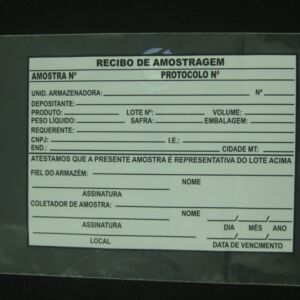 RECIBO DE AMOSTRAGEM
AMOSTRA Nº PROTOCOLO Nº
UNID. ARMAZENADORA: Nº
DEPOSITANTE:
PRODUTO: LOTE Nº: VOLUME:
PESO LÍQUIDO: SAFRA: EMBALAGEM:
REQUERENTE:
CNPJ: I.E.:
END.: CIDADE MT:
ATESTAMOS QUE A PRESENTE AMOSTRA É REPRESENTATIVA DO LOTE ACIMA
FIEL DO ARMAZÉM:
NOME
ASSINATURA
COLETADOR DE AMOSTRA:
NOME
ASSINATURA DIA MÊS ANO
LOCAL DATA DE VENCIMENTO